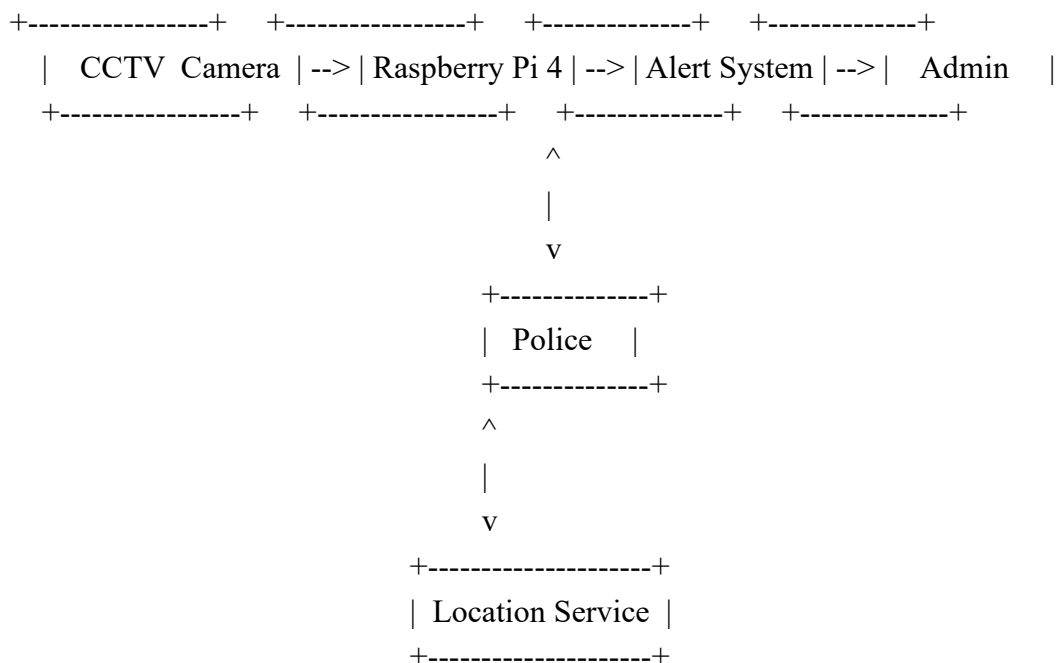 +-----------------+ +-----------------+ +--------------+ +--------------+
| CCTV Camera | --> | Raspberry Pi 4 | --> | Alert System | --> | Admin |
+-----------------+ +-----------------+ +--------------+ +--------------+
^
|
v
+--------------+
| Police |
+--------------+
^
|
v
+---------------------+
| Location Service |
+---------------------+